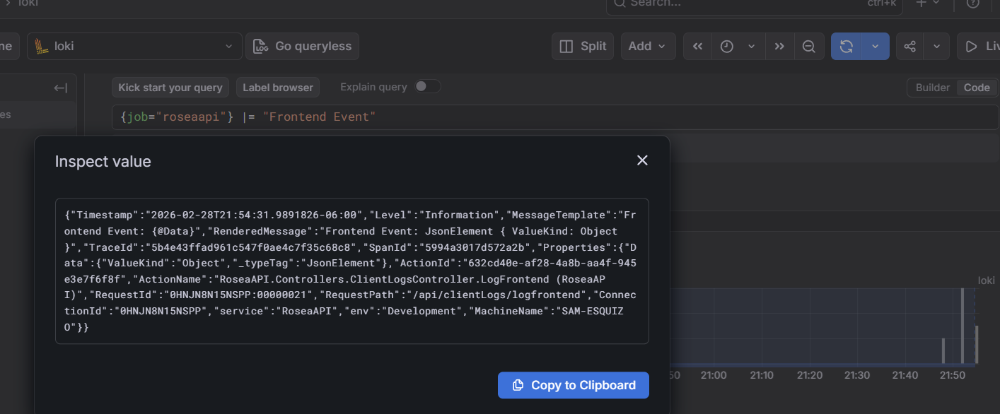 › loki
Search...
ctrl+k
ne
loki
Go queryless
Split
Add
Liv
Kick start your query
Label browser
Explain query
Builder
Code
es
{job="roseaapi"} |= "Frontend Event"
Inspect value
{"Timestamp":"2026-02-28T21:54:31.9891826-06:00","Level":"Information","MessageTemplate":"Fr
ontend Event: {@Data}","RenderedMessage":"Frontend Event: JsonElement { ValueKind: Object
}","TraceId":"5b4e43ffad961c547f0ae4c7f35c68c8","SpanId":"5994a3017d572a2b","Properties":{"D
ata":{"ValueKind":"Object","_typeTag":"JsonElement"},"ActionId":"632cd40e-af28-4a8b-aa4f-945
e3e7f6f8f","ActionName":"RoseaAPI.Controllers.ClientLogsController.LogFrontend (RoseaAP
I)","RequestId":"0HNJN8N15NSPP:00000021","RequestPath":"/api/clientLogs/logfrontend","Connec
tionId":"0HNJN8N15NSPP","service":"RoseaAPI","env":"Development","MachineName":"SAM-ESQUIZ
O"}}
loki
50
21:00
21:10
21:20
21:30
21:40
21:50
Copy to Clipboard